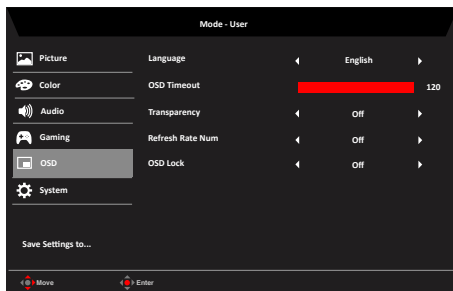 Mode - User
Picture
Language English
Color
OSD Timeout 120
Audio
Transparency Off
Gaming
Refresh Rate Num Off
OSD
OSD Lock Off
System
Save Settings to...
Move Enter